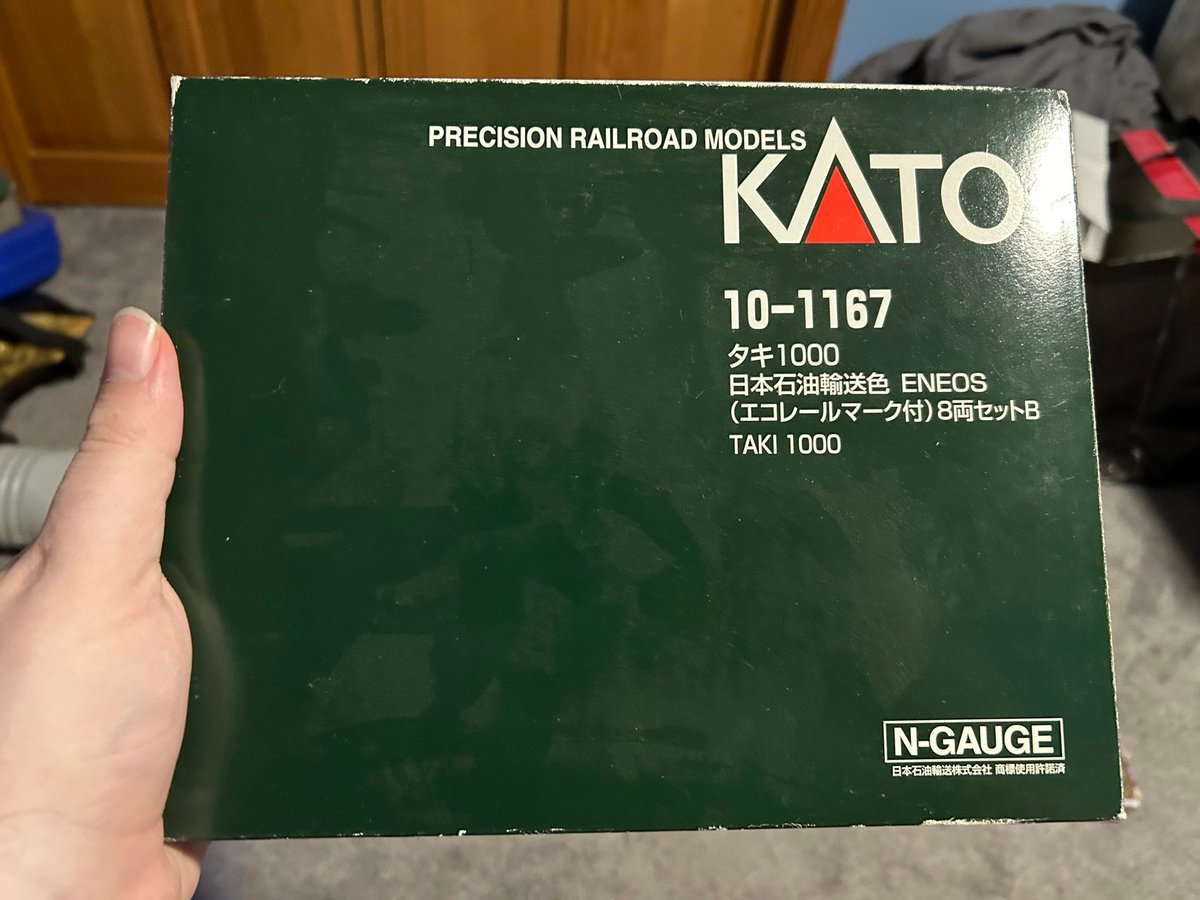 PRECISION RAILROAD MODELS
KATO
10-1167
タキ1000
日本石油輸送色 ENEOS
(エコレールマーク付)8両セットB
TAKI 1000
N-GAUGE
日本石油輸送株式会社 商標使用許諾済